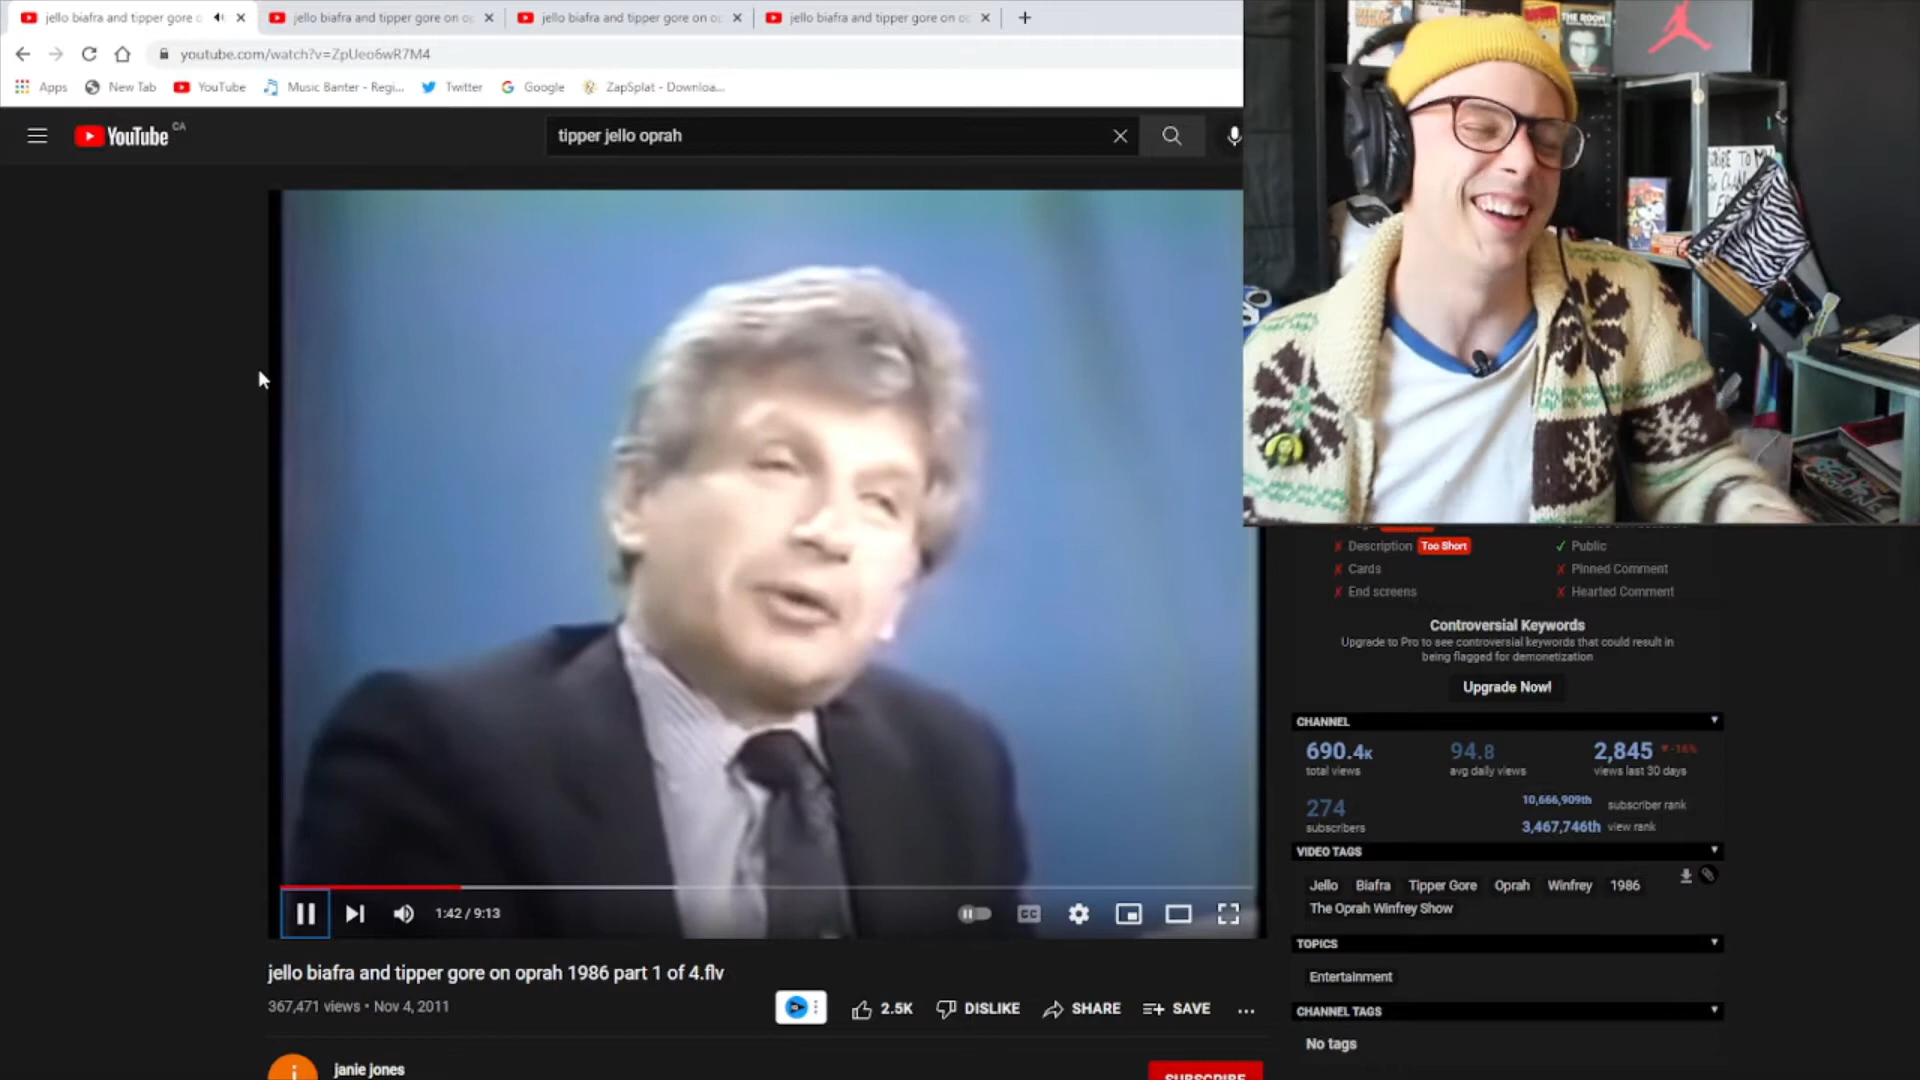 jello biafra and tipper gore o
jello biafra and tipper gore on o
jello biafra and tipper gore on o
jello biafra and tipper gore on o
youtube.com/watch?v=ZpUeo6wR7M4
Apps
New Tab
YouTube
Music Banter - Regi...
Twitter
Google
ZapSplat - Downloa...
YouTube CA
tipper jello oprah
THE ROOM
Description Too Short
Public
Cards
Pinned Comment
End screens
Hearted Comment
Controversial Keywords
Upgrade to Pro to see controversial keywords that could result in
being flagged for demonetization
Upgrade Now!
CHANNEL
690.4K
94.8
2,845
-16%
total views
avg daily views
views last 30 days
274
10,666,909th subscriber rank
subscribers
3,467,746th view rank
VIDEO TAGS
Jello Biafra Tipper Gore Oprah Winfrey 1986
The Oprah Winfrey Show
TOPICS
Entertainment
CHANNEL TAGS
No tags
1:42 / 9:13
CC
jello biafra and tipper gore on oprah 1986 part 1 of 4.flv
367,471 views • Nov 4, 2011
2.5K
DISLIKE
SHARE
SAVE
j
janie jones
SUBSCRIBE